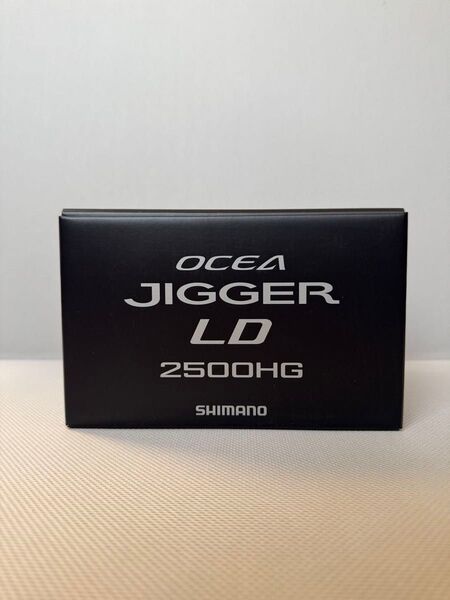 OCEA
JIGGER
LD
2500HG
SHIMANO